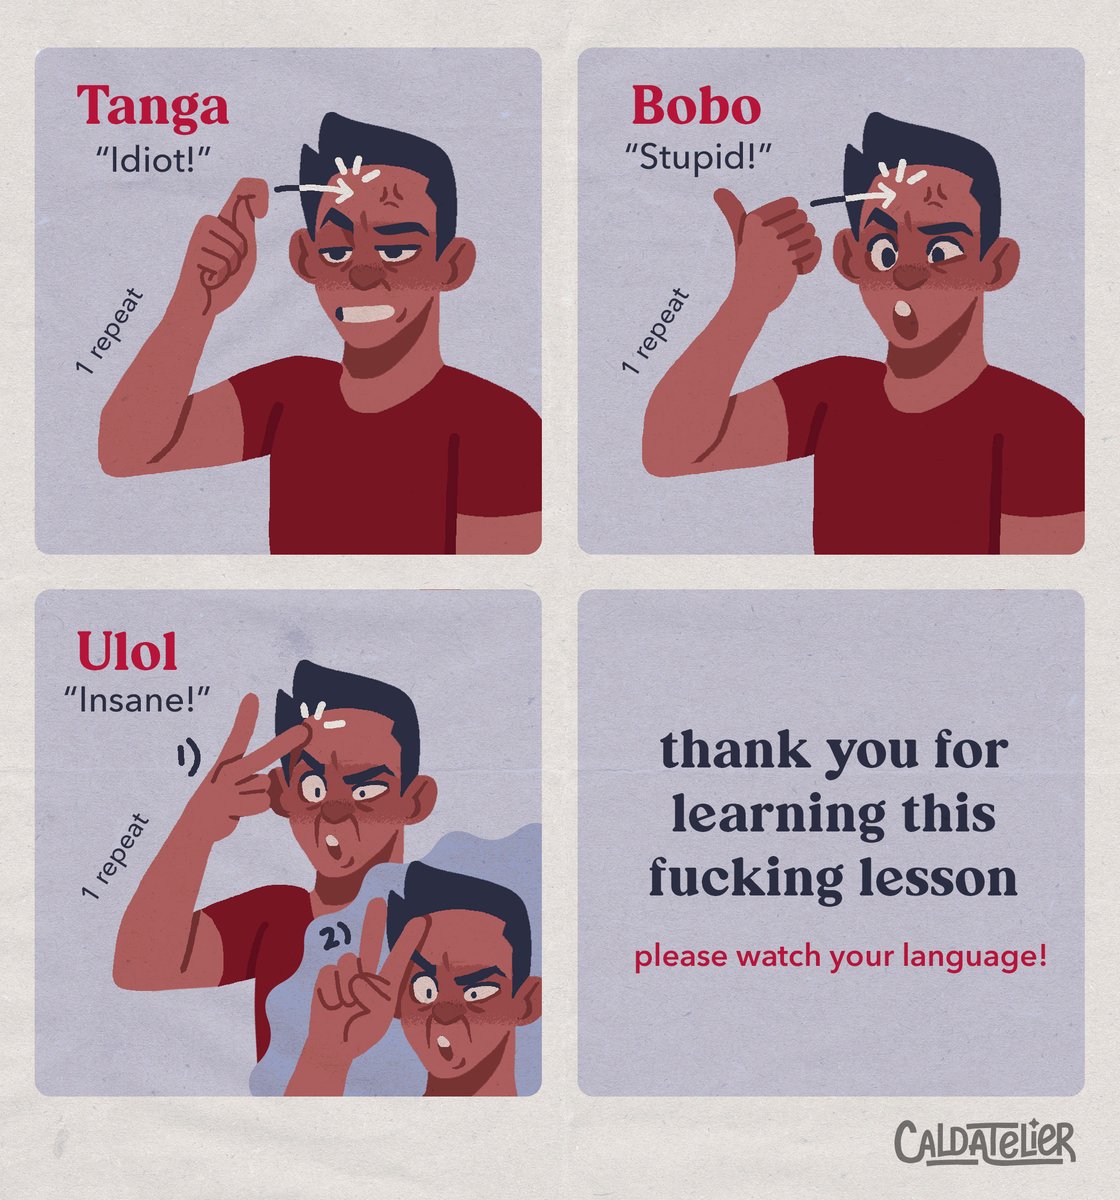 Tanga
“Idiot!”
1 repeat
Bobo
“Stupid!”
1 repeat
Ulol
“Insane!”
1)
1 repeat
2)
thank you for
learning this
fucking lesson
please watch your language!
CALDATELIER